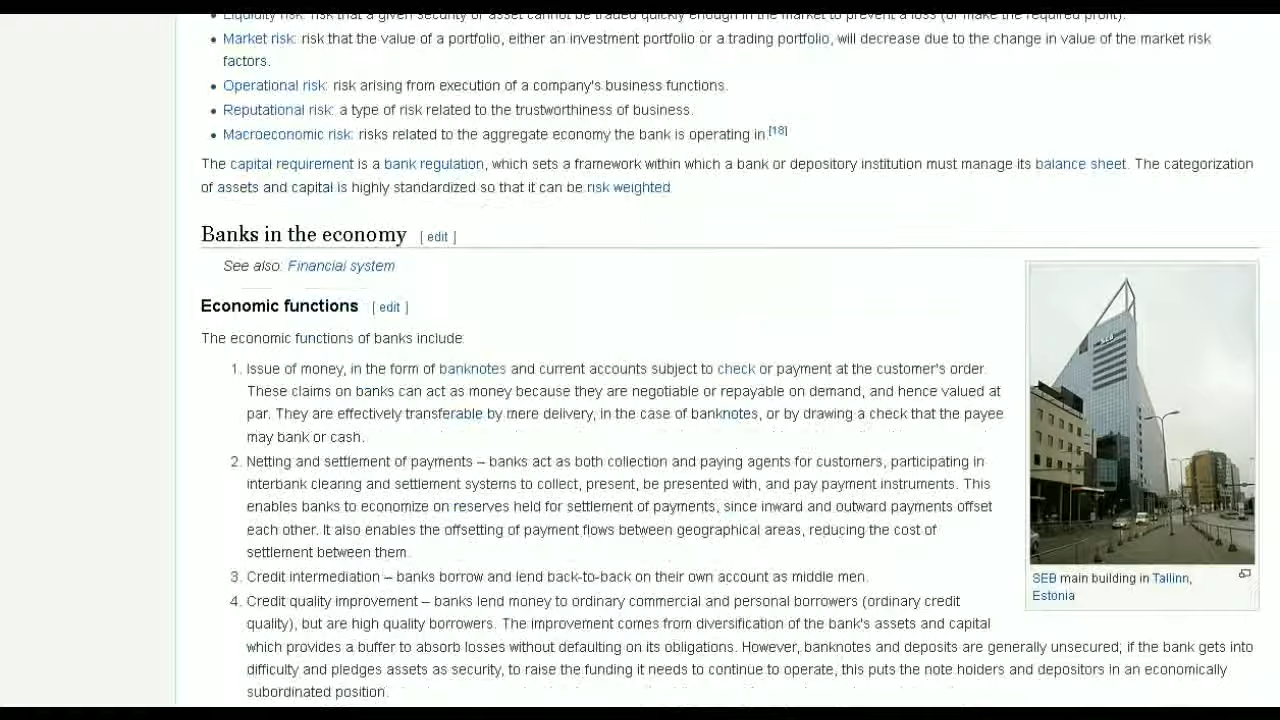 Liquidity risk: risk that a given security or asset cannot be traded quickly enough in the market to prevent a loss (or make the required profit).
Market risk: risk that the value of a portfolio, either an investment portfolio or a trading portfolio, will decrease due to the change in value of the market risk
factors.
Operational risk: risk arising from execution of a company's business functions.
Reputational risk: a type of risk related to the trustworthiness of business.
Macroeconomic risk: risks related to the aggregate economy the bank is operating in.[18]
The capital requirement is a bank regulation, which sets a framework within which a bank or depository institution must manage its balance sheet. The categorization
of assets and capital is highly standardized so that it can be risk weighted.
Banks in the economy [ edit ]
See also: Financial system
Economic functions [ edit ]
The economic functions of banks include:
1. Issue of money, in the form of banknotes and current accounts subject to check or payment at the customer's order.
These claims on banks can act as money because they are negotiable or repayable on demand, and hence valued at
par. They are effectively transferable by mere delivery, in the case of banknotes, or by drawing a check that the payee
may bank or cash.
2. Netting and settlement of payments – banks act as both collection and paying agents for customers, participating in
interbank clearing and settlement systems to collect, present, be presented with, and pay payment instruments. This
enables banks to economize on reserves held for settlement of payments, since inward and outward payments offset
each other. It also enables the offsetting of payment flows between geographical areas, reducing the cost of
settlement between them.
3. Credit intermediation – banks borrow and lend back-to-back on their own account as middle men.
4. Credit quality improvement – banks lend money to ordinary commercial and personal borrowers (ordinary credit
quality), but are high quality borrowers. The improvement comes from diversification of the bank's assets and capital
which provides a buffer to absorb losses without defaulting on its obligations. However, banknotes and deposits are generally unsecured; if the bank gets into
difficulty and pledges assets as security, to raise the funding it needs to continue to operate, this puts the note holders and depositors in an economically
subordinated position.
SEB
SEB main building in Tallinn,
Estonia